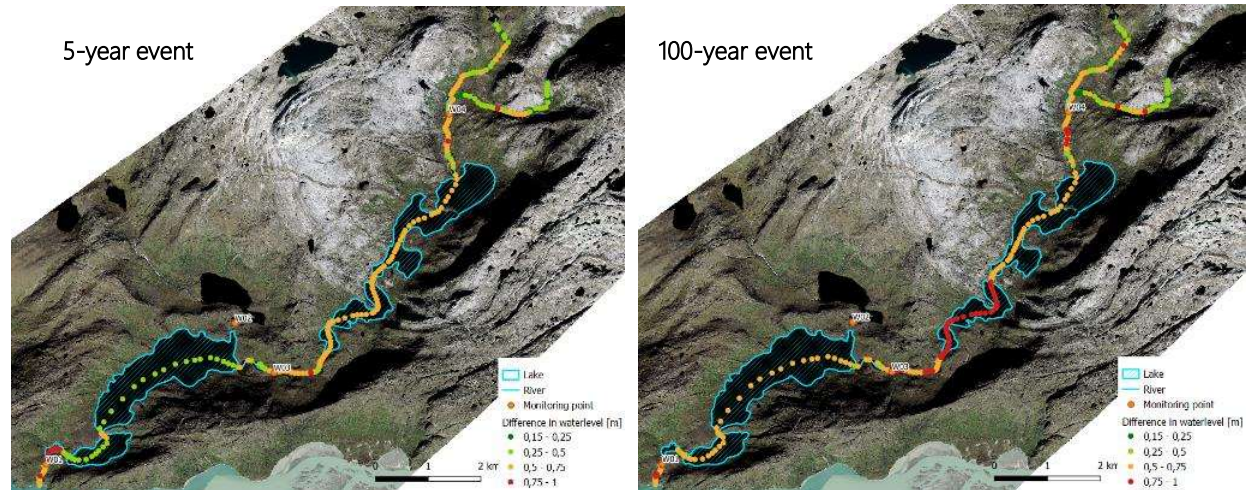 5-year event
W04
W02
W03
W05
Lake
River
Monitoring point
Difference in waterlevel [m]
0,15 - 0,25
0,25 - 0,5
0,5 - 0,75
0,75 - 1
0 1 2 km
100-year event
W04
W02
W03
Lake
River
Monitoring point
Difference in waterlevel [m]
0,15 - 0,25
0,25 - 0,5
0,5 - 0,75
0,75 - 1
0 1 2 km